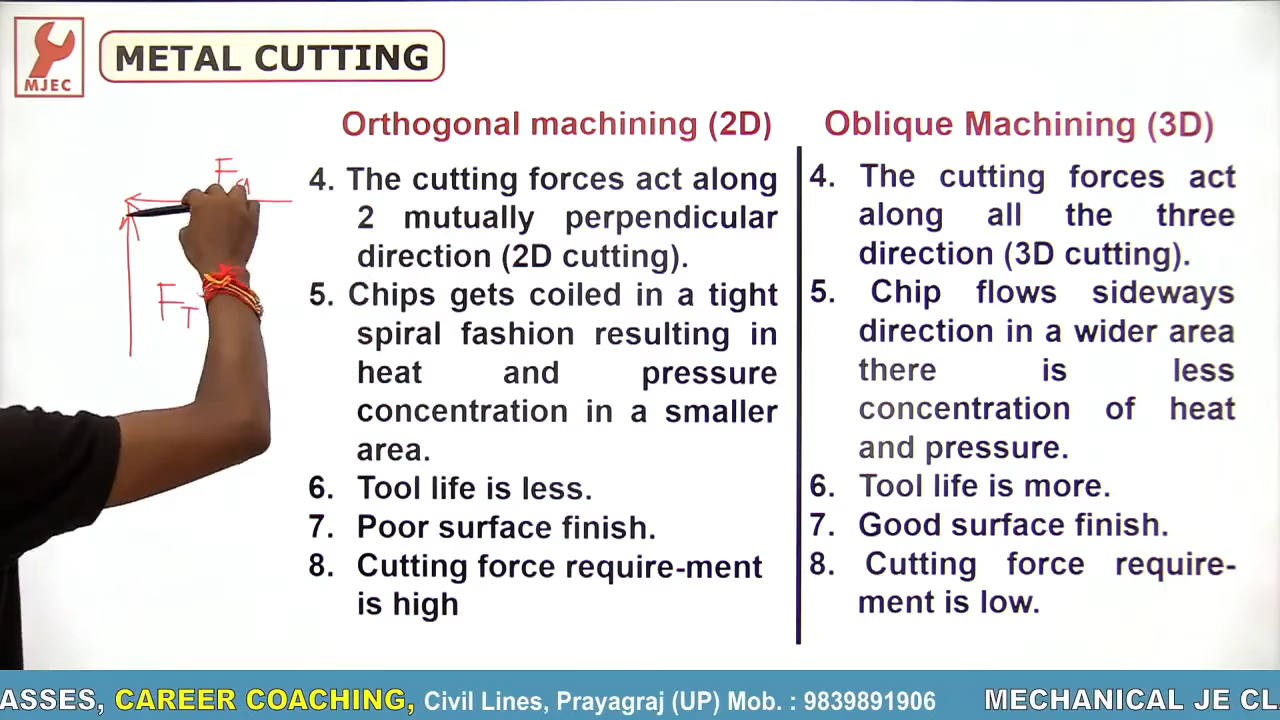 MJEC
METAL CUTTING
Orthogonal machining (2D)
4. The cutting forces act along
2 mutually perpendicular
direction (2D cutting).
5. Chips gets coiled in a tight
spiral fashion resulting in
heat and pressure
concentration in a smaller
area.
6. Tool life is less.
7. Poor surface finish.
8. Cutting force require-ment
is high
Oblique Machining (3D)
4. The cutting forces act
along all the three
direction (3D cutting).
5. Chip flows sideways
direction in a wider area
there is less
concentration of heat
and pressure.
6. Tool life is more.
7. Good surface finish.
8. Cutting force require-
ment is low.
F
FT
ASSES, CAREER COACHING, Civil Lines, Prayagraj (UP) Mob. : 9839891906 MECHANICAL JE CL